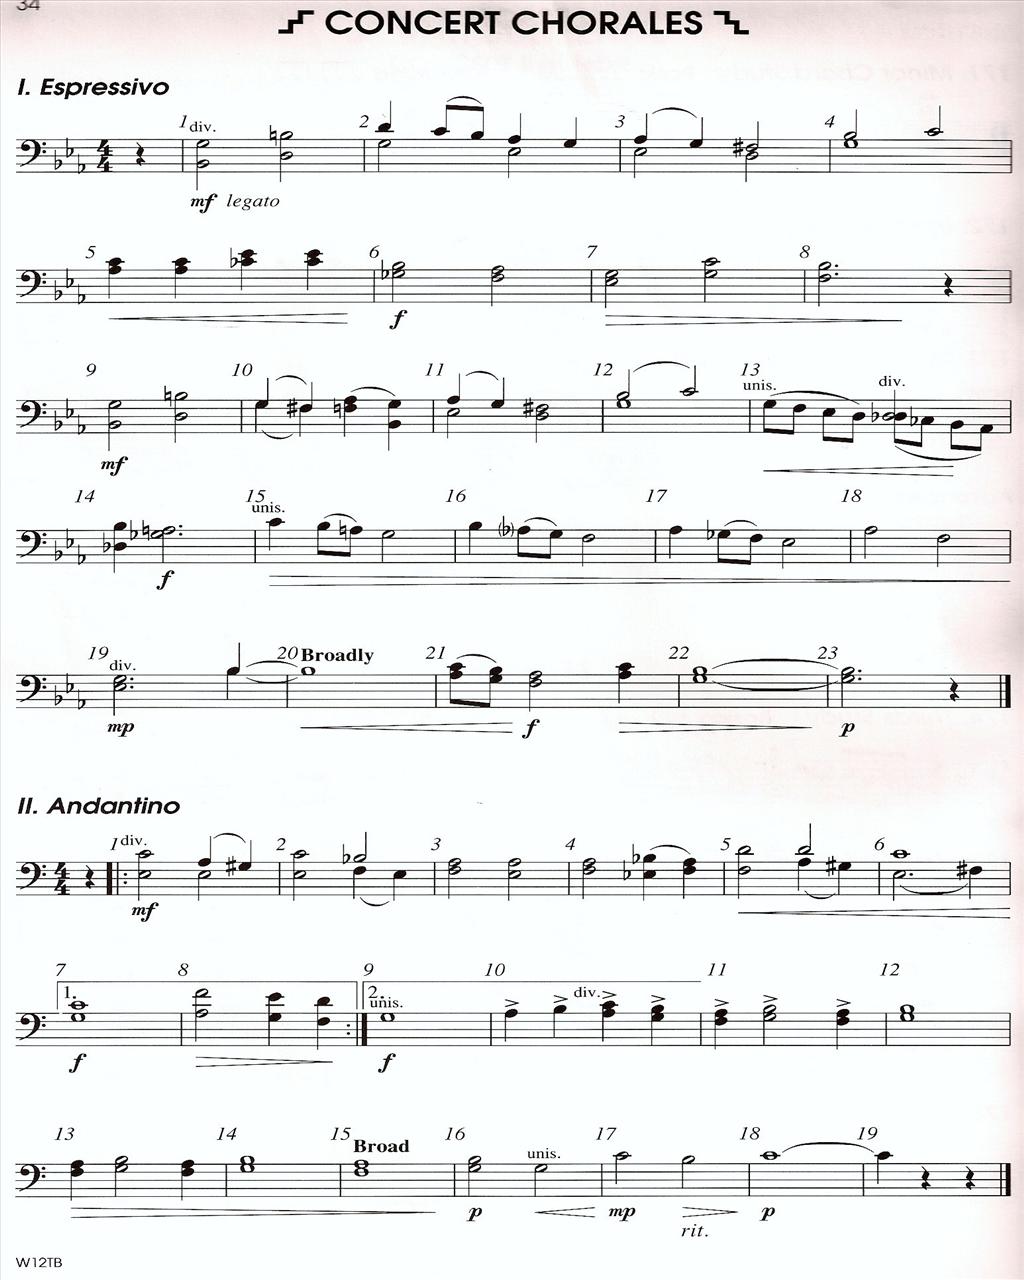 34
CONCERT CHORALES
I. Espressivo
1 div. 2 3 4
mf legato
5 6 7 8
f
9 10 11 12 13
unis. div.
mf
14 15 16 17 18
unis.
f
19 20 Broadly 21 22 23
div.
mp f p
II. Andantino
1 div. 2 3 4 5 6
mf
7 8 9 10 11 12
1. 2. div.
unis.
f f
13 14 15 16 17 18 19
Broad unis.
p mp p
rit.
W12TB